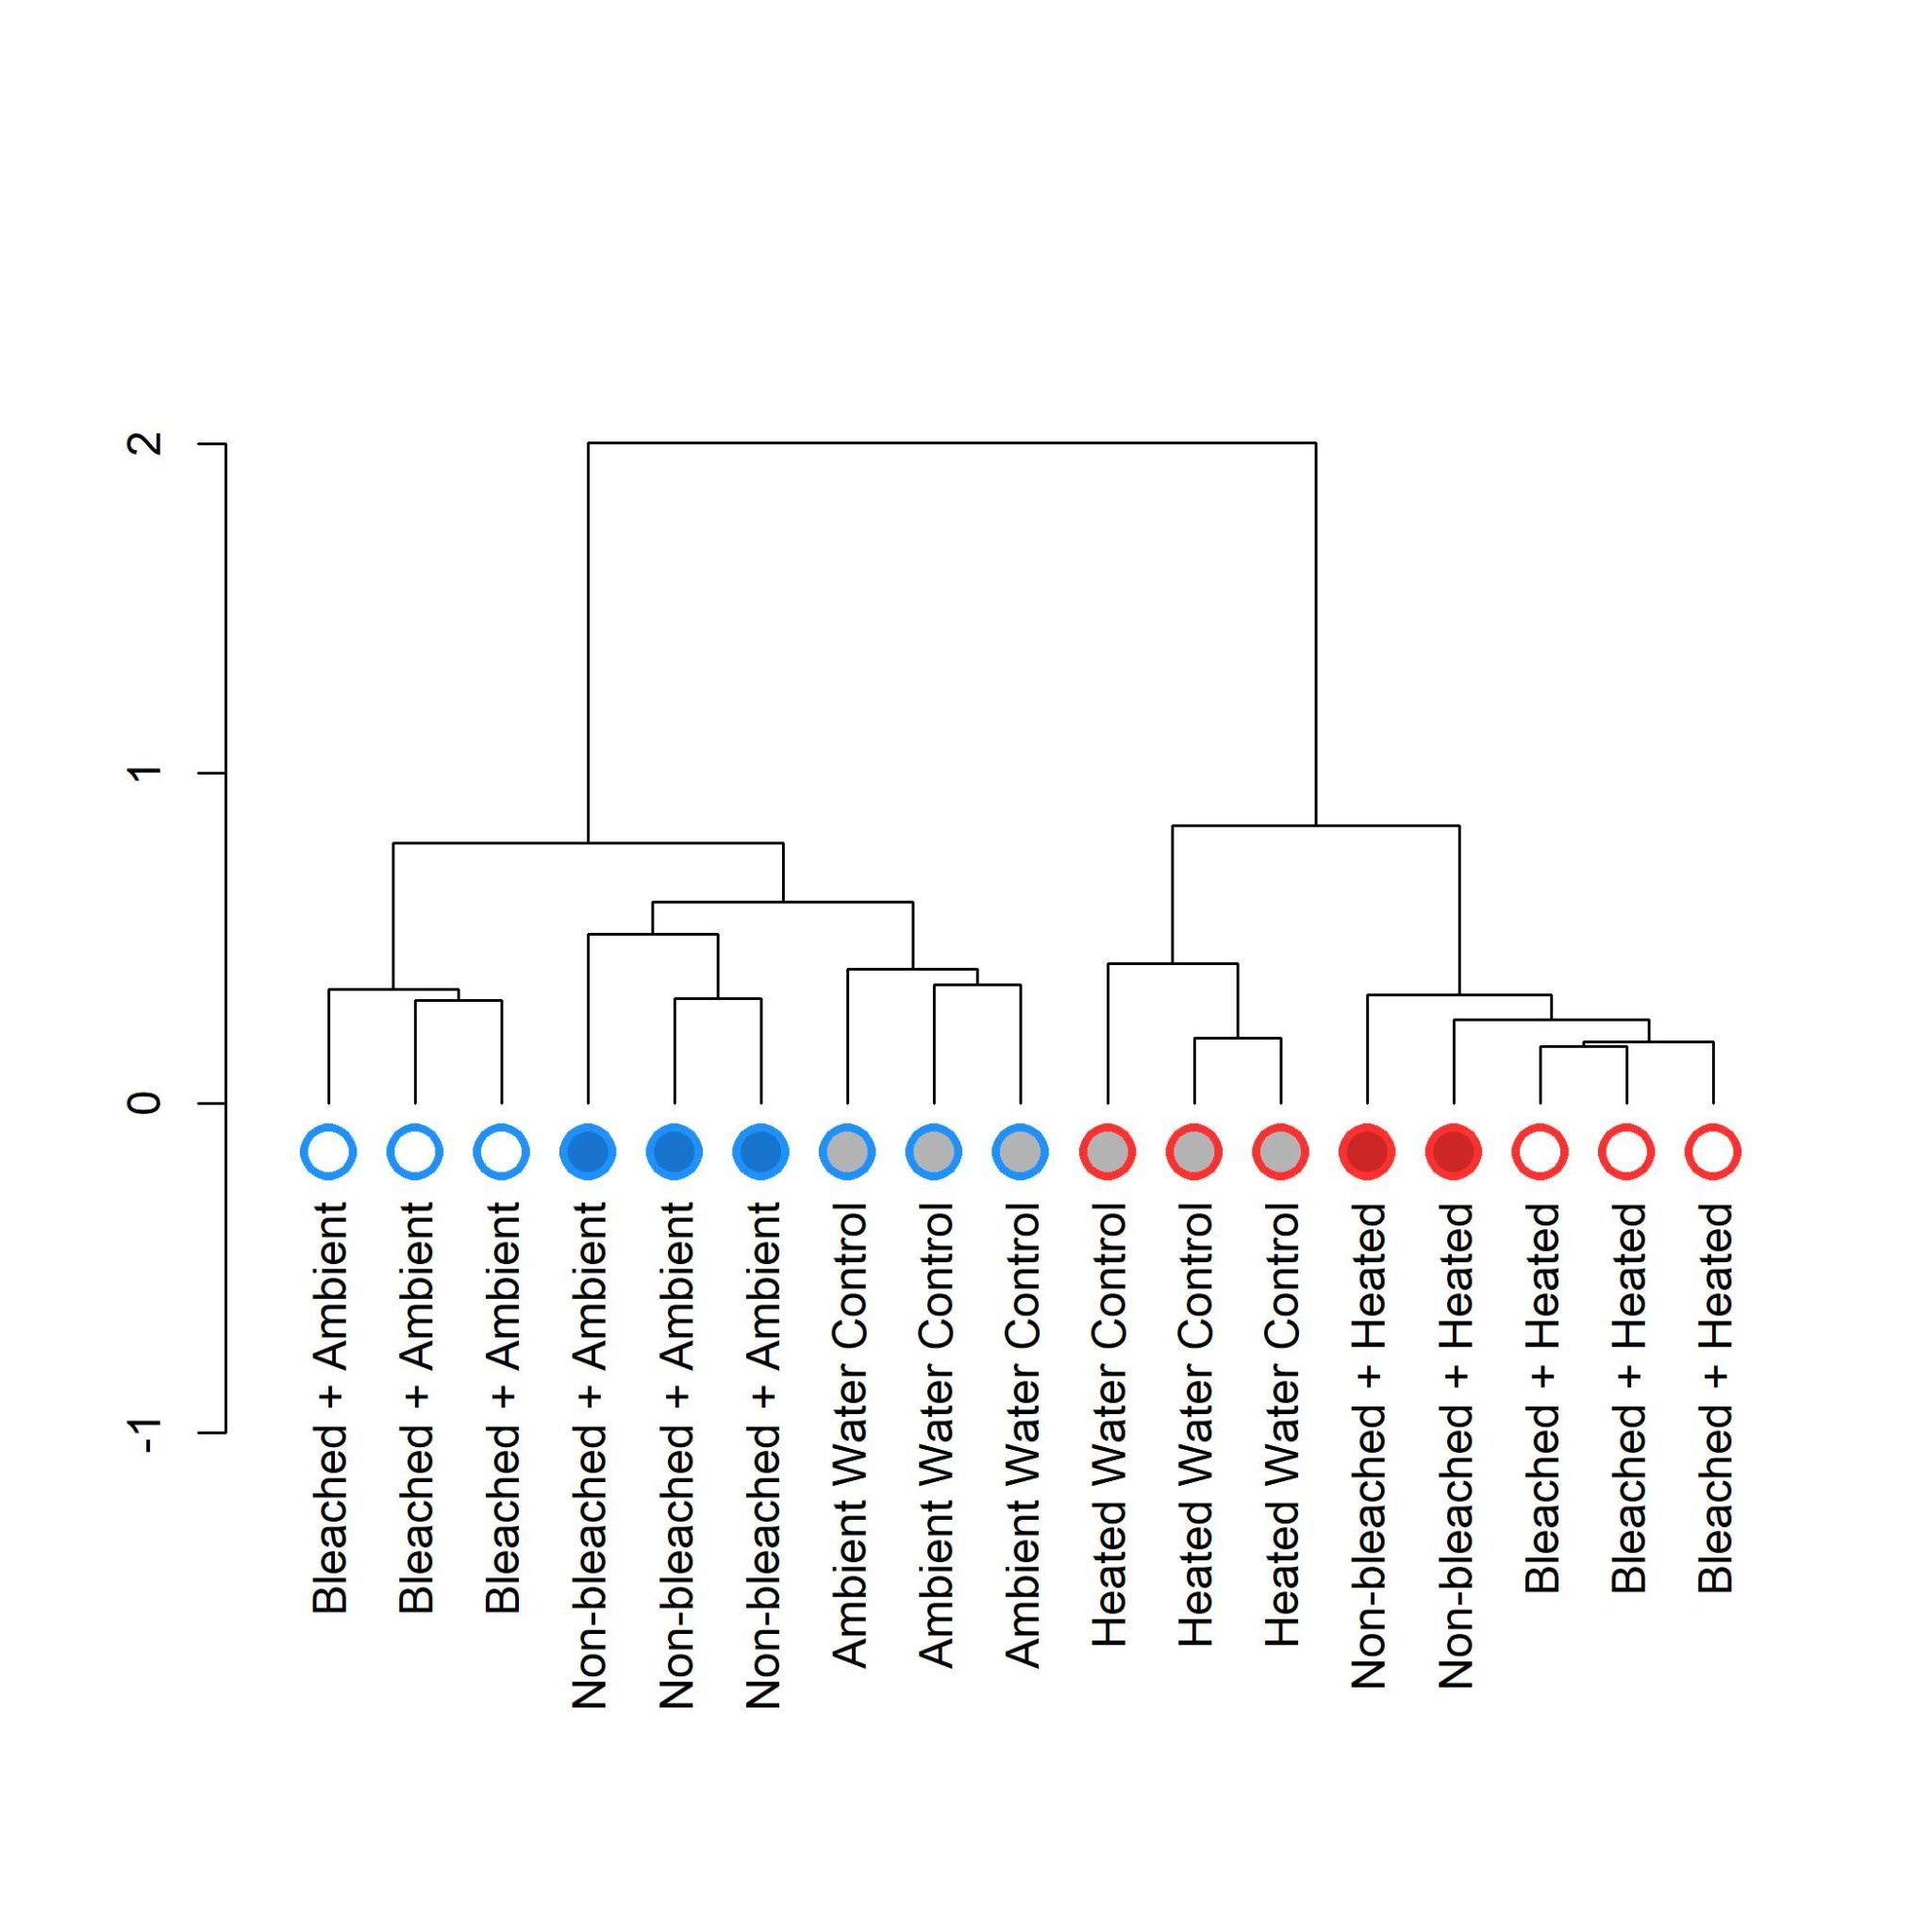 2
1
0
-1
Bleached + Ambient
Bleached + Ambient
Bleached + Ambient
Non-bleached + Ambient
Non-bleached + Ambient
Non-bleached + Ambient
Ambient Water Control
Ambient Water Control
Ambient Water Control
Heated Water Control
Heated Water Control
Heated Water Control
Non-bleached + Heated
Non-bleached + Heated
Bleached + Heated
Bleached + Heated
Bleached + Heated